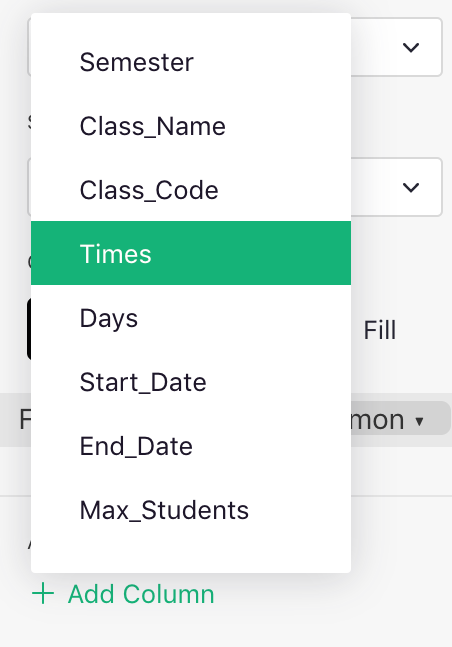 Semester
Class_Name
Class_Code
Times
Days
Fill
Start_Date
mon ▾
End_Date
Max_Students
+ Add Column